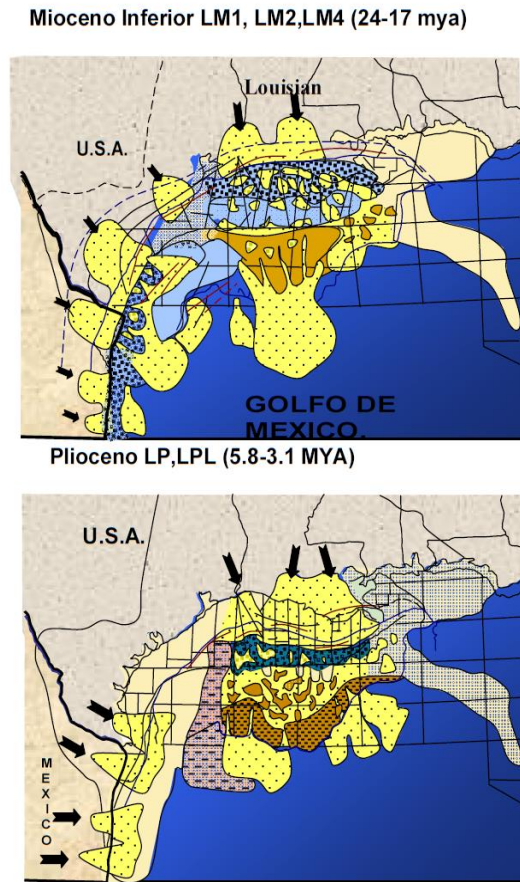 Mioceno Inferior LM1, LM2,LM4 (24-17 mya)
Louisian
U.S.A.
GOLFO DE
MEXICO.
Plioceno LP,LPL (5.8-3.1 MYA)
U.S.A.
MEXICO